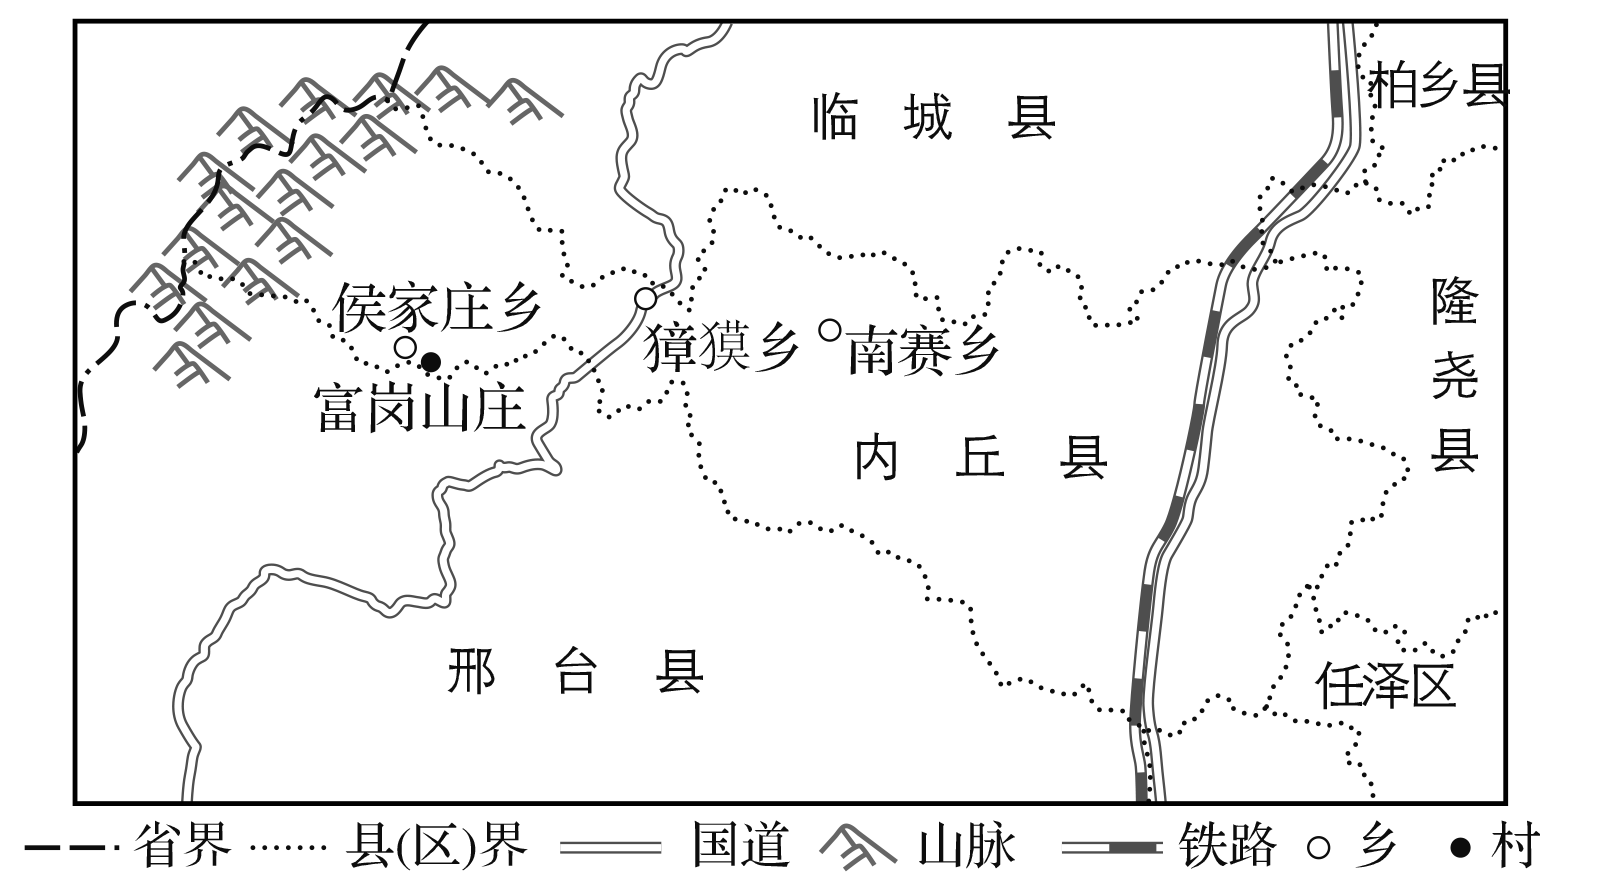 柏乡县
临城县
隆尧县
侯家庄乡
獐獏乡
南赛乡
富岗山庄
内丘县
邢台县
任泽区
省界 县(区)界 国道 山脉 铁路 乡 村